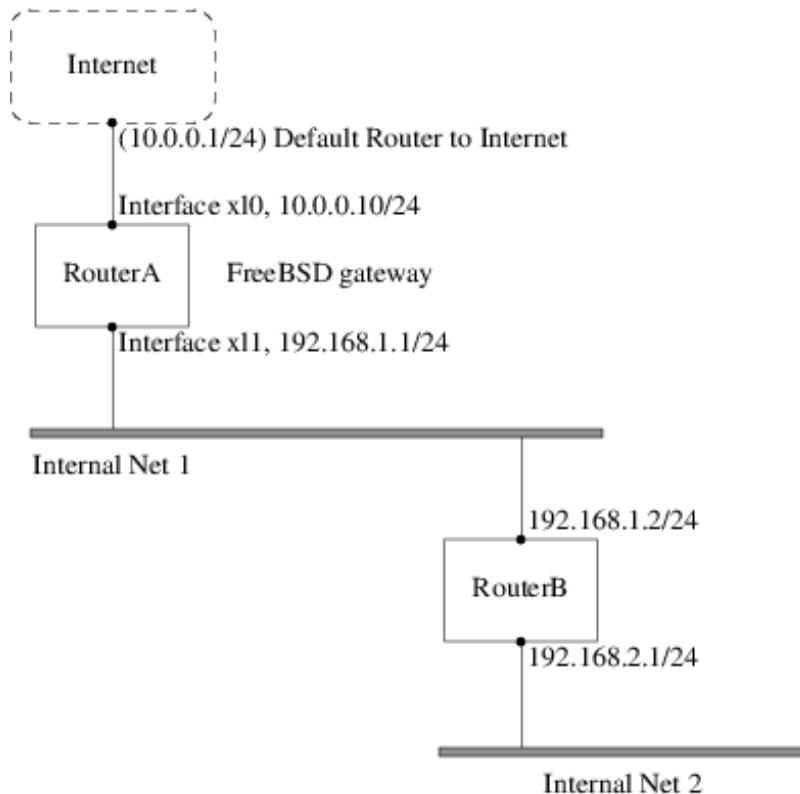 Internet
(10.0.0.1/24) Default Router to Internet
Interface xl0, 10.0.0.10/24
RouterA
FreeBSD gateway
Interface xl1, 192.168.1.1/24
Internal Net 1
192.168.1.2/24
RouterB
192.168.2.1/24
Internal Net 2